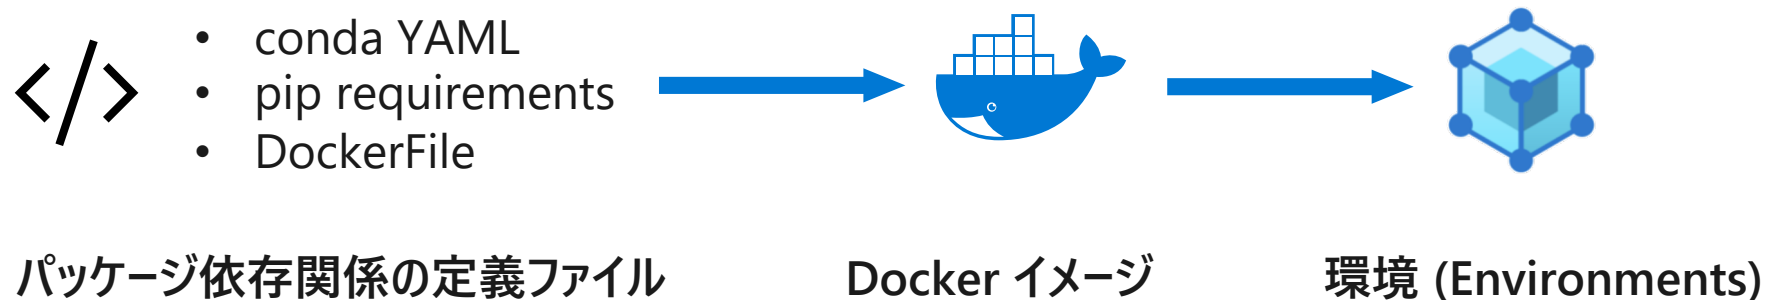 • conda YAML
• pip requirements
• DockerFile
パッケージ依存関係の定義ファイル
Docker イメージ
環境 (Environments)